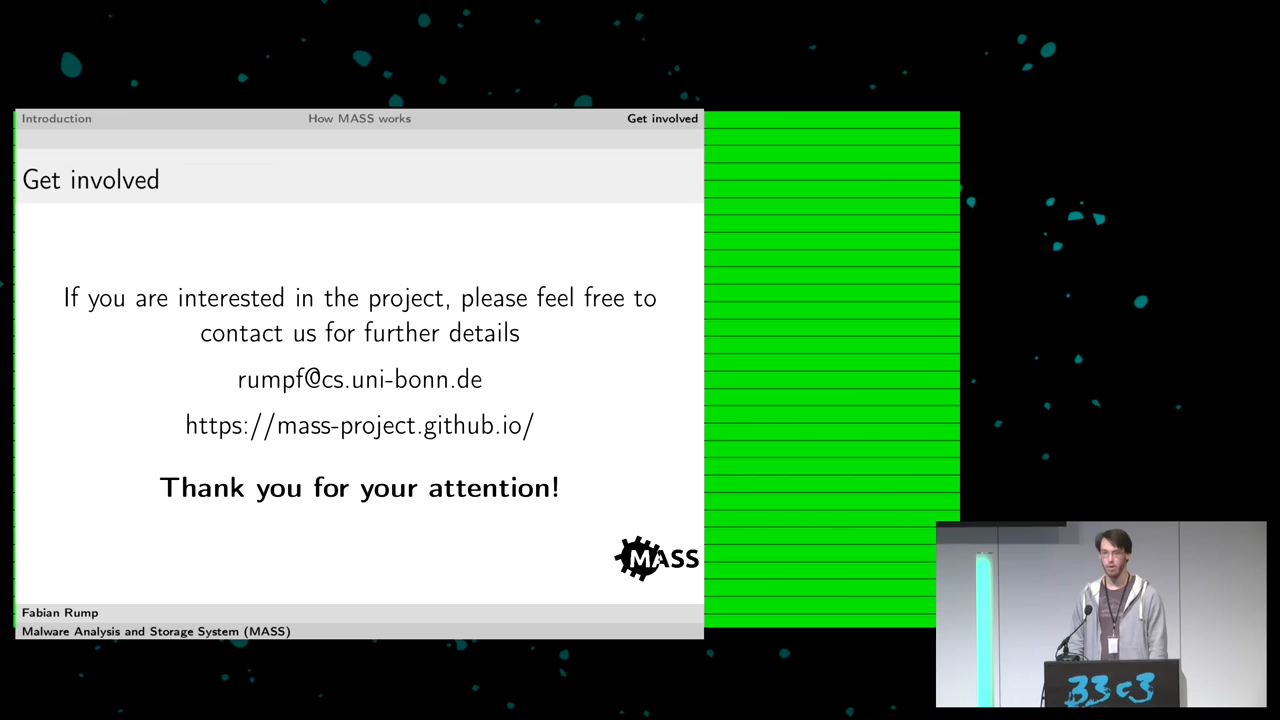 Introduction
How MASS works
Get involved
Get involved
If you are interested in the project, please feel free to
contact us for further details
rumpf@cs.uni-bonn.de
https://mass-project.github.io/
Thank you for your attention!
MASS
Fabian Rump
Malware Analysis and Storage System (MASS)
33c3